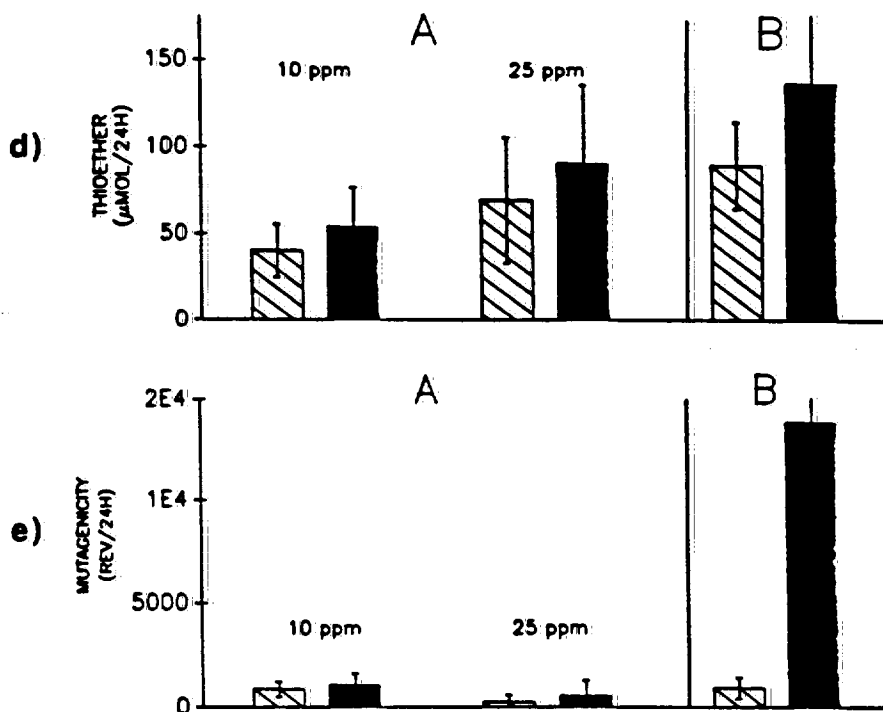 A
B
150
10 ppm
25 ppm
d)
THIOETHER
(μMOL/24H)
100
50
0
A
B
2E4
e)
MUTAGENICITY
(REV/24H)
1E4
5000
10 ppm
25 ppm
0